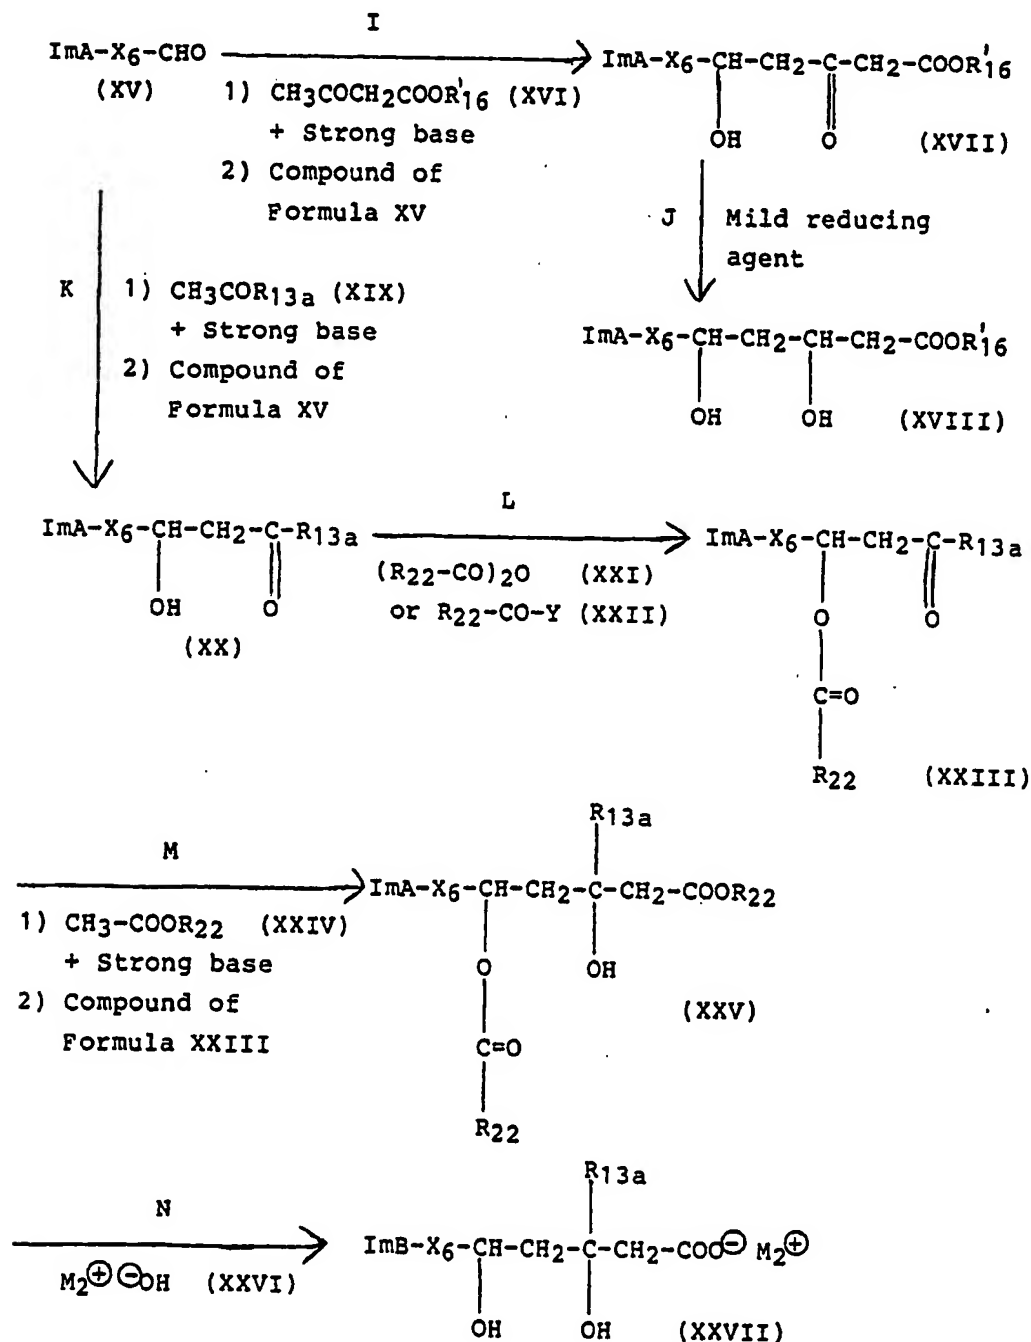 I
ImA-X6-CHO
ImA-X6-CH-CH2-C-CH2-COOR'16
(XV)
1) CH3COCH2COOR'16 (XVI)
+ Strong base
OH O (XVII)
2) Compound of
Formula XV
J Mild reducing
agent
K 1) CH3COR13a (XIX)
+ Strong base
ImA-X6-CH-CH2-CH-CH2-COOR'16
2) Compound of
Formula XV
OH OH (XVIII)
L
ImA-X6-CH-CH2-C-R13a
ImA-X6-CH-CH2-C-R13a
(R22-CO)2O (XXI)
OH O
or R22-CO-Y (XXII)
O O
(XX)
C=O
R22 (XXIII)
R13a
M
ImA-X6-CH-CH2-C-CH2-COOR22
1) CH3-COOR22 (XXIV)
+ Strong base
O OH
2) Compound of
(XXV)
Formula XXIII
C=O
R22
R13a
N
ImB-X6-CH-CH2-C-CH2-COO⊖ M2⊕
M2⊕ ⊖OH (XXVI)
OH OH (XXVII)